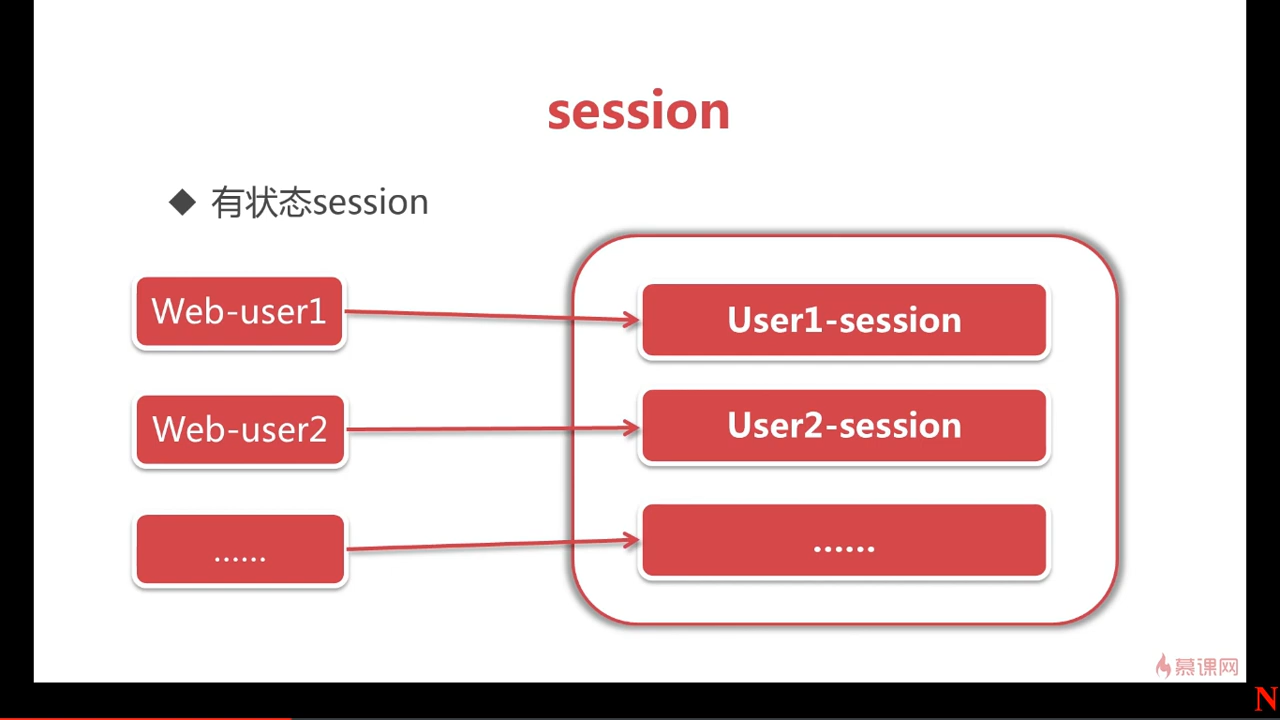 session
◆ 有状态session
Web-user1
User1-session
Web-user2
User2-session
......
......
慕课网
N